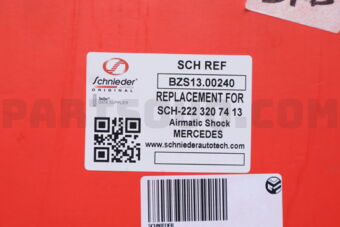 SCH REF
Schnieder
ORIGINAL
BZS13.00240
REPLACEMENT FOR
SCH-222 320 74 13
Airmatic Shock
MERCEDES
www.schniederautotech.com
SCHNIEDER